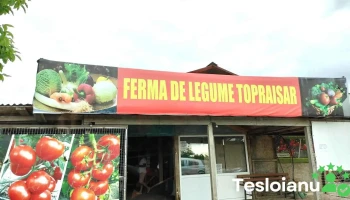 FERMA DE LEGUME TOPRAISAR
Tesloianu